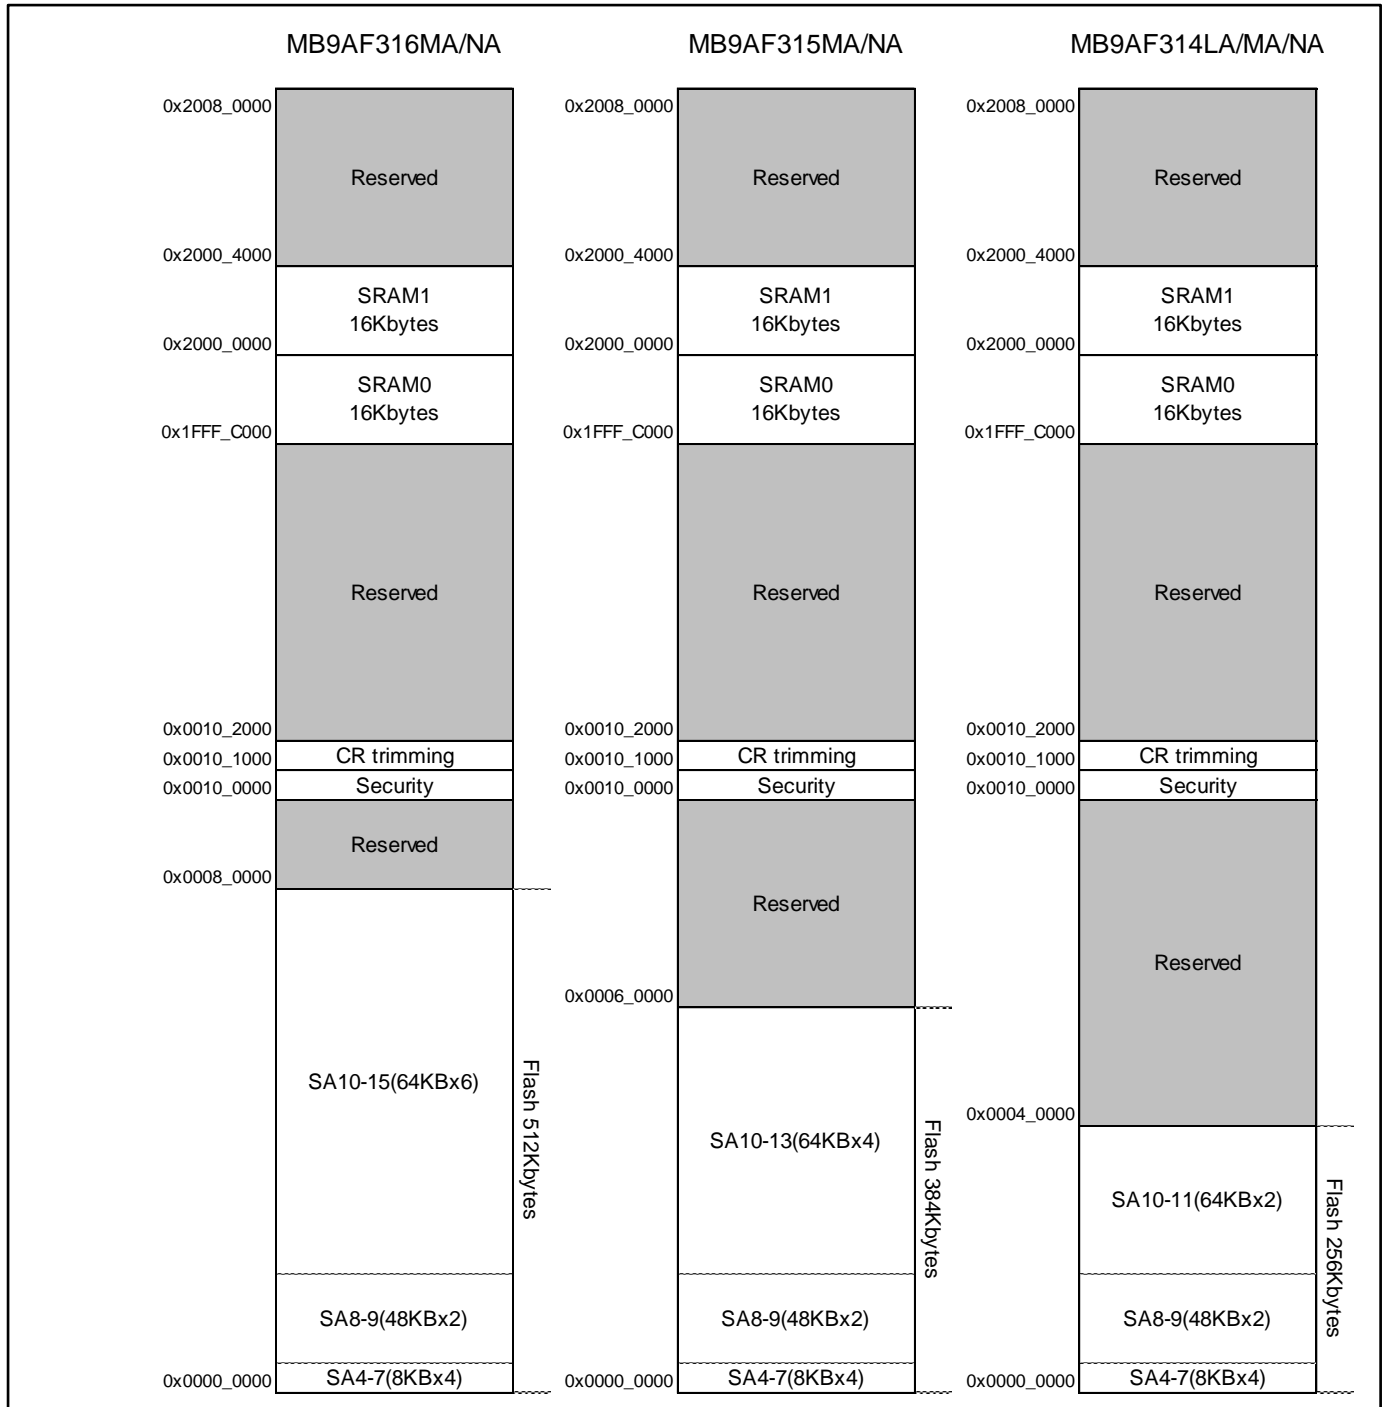 MB9AF316MA/NA
0x2008_0000
Reserved
0x2000_4000
SRAM1
16Kbytes
0x2000_0000
SRAM0
16Kbytes
0x1FFF_C000
Reserved
0x0010_2000
0x0010_1000
CR trimming
0x0010_0000
Security
Reserved
0x0008_0000
SA10-15(64KBx6)
Flash 512Kbytes
SA8-9(48KBx2)
SA4-7(8KBx4)
0x0000_0000
MB9AF315MA/NA
0x2008_0000
Reserved
0x2000_4000
SRAM1
16Kbytes
0x2000_0000
SRAM0
16Kbytes
0x1FFF_C000
Reserved
0x0010_2000
0x0010_1000
CR trimming
0x0010_0000
Security
Reserved
0x0006_0000
SA10-13(64KBx4)
Flash 384Kbytes
SA8-9(48KBx2)
SA4-7(8KBx4)
0x0000_0000
MB9AF314LA/MA/NA
0x2008_0000
Reserved
0x2000_4000
SRAM1
16Kbytes
0x2000_0000
SRAM0
16Kbytes
0x1FFF_C000
Reserved
0x0010_2000
0x0010_1000
CR trimming
0x0010_0000
Security
Reserved
0x0004_0000
SA10-11(64KBx2)
Flash 256Kbytes
SA8-9(48KBx2)
SA4-7(8KBx4)
0x0000_0000